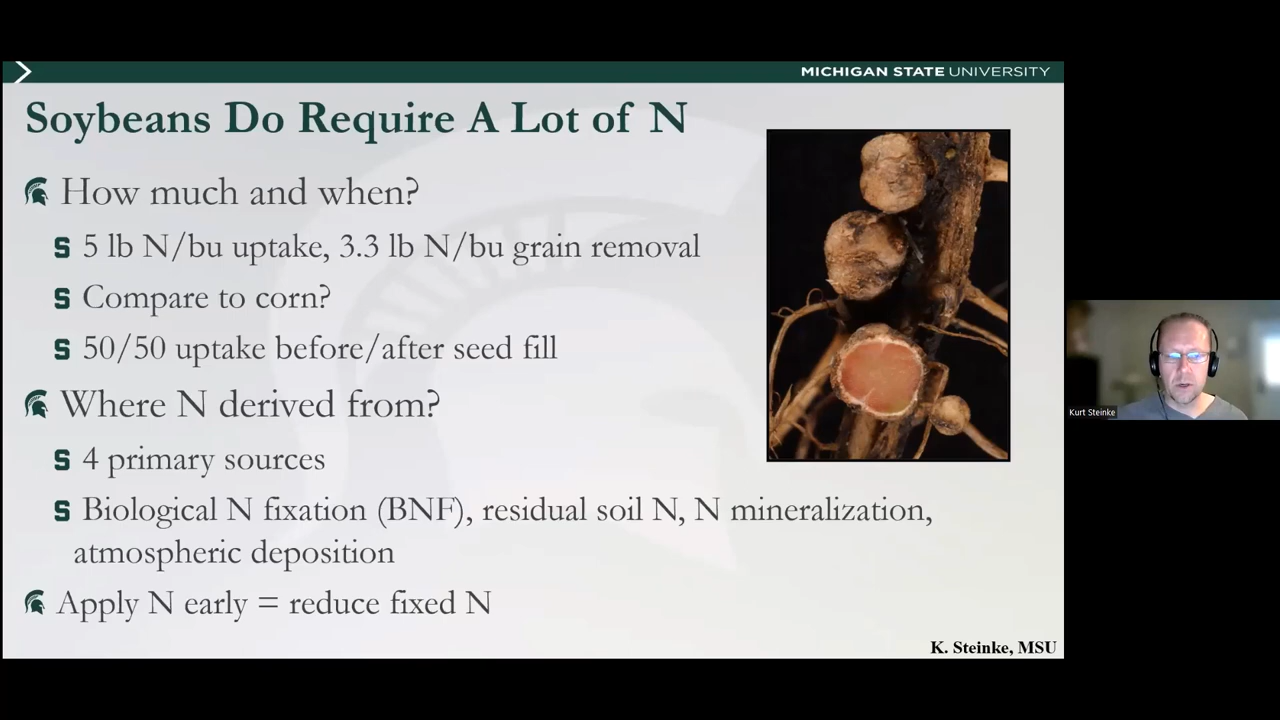 MICHIGAN STATE UNIVERSITY
Soybeans Do Require A Lot of N
How much and when?
5 lb N/bu uptake, 3.3 lb N/bu grain removal
Compare to corn?
50/50 uptake before/after seed fill
Where N derived from?
4 primary sources
Biological N fixation (BNF), residual soil N, N mineralization,
atmospheric deposition
Apply N early = reduce fixed N
K. Steinke, MSU
Kurt Steinke